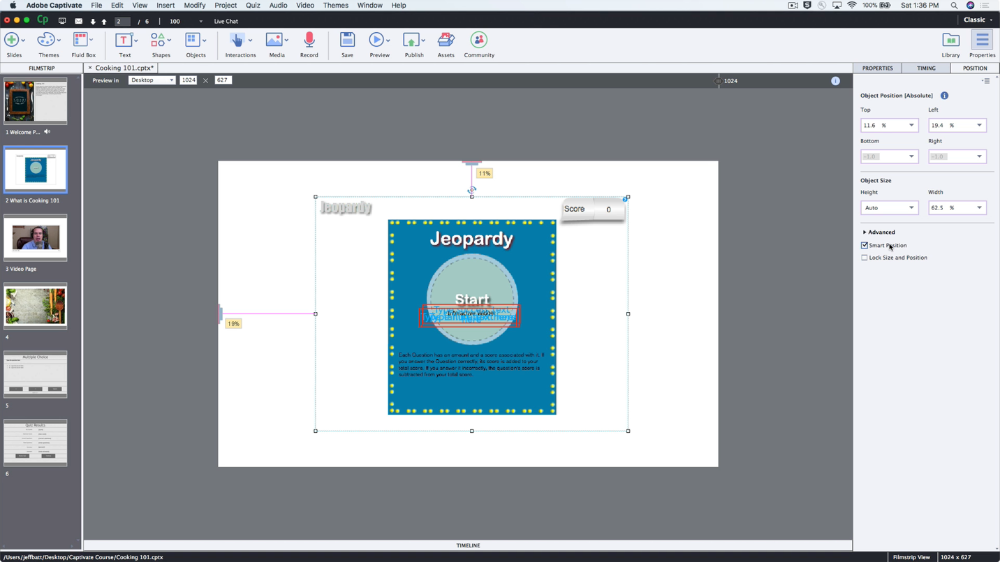 Adobe Captivate File Edit View Insert Modify Project Quiz Audio Video Themes Window Help 100% Sat 1:36 PM
Cp 2 / 6 100 Live Chat Classic
Slides Themes Fluid Box Text Shapes Objects Interactions Media Record Save Preview Publish Assets Community Library Properties
FILMSTRIP × Cooking 101.cptx* PROPERTIES TIMING POSITION
Preview in Desktop 1024 × 627 1024
1 Welcome P...
2 What is Cooking 101
3 Video Page
4
Multiple Choice
5
Quiz Results
6
11%
19%
Jeopardy
Score 0
Jeopardy
Start
Interactive Widget
Each Question has an amount and a score associated with it. If
you answer the Question correctly, its score is added to your
total score. If you answer it incorrectly, the question's score is
subtracted from your total score.
Object Position [Absolute]
Top Left
11.6 % 19.4 %
Bottom Right
-1.0 -1.0
Object Size
Height Width
Auto 62.5 %
Advanced
Smart Position
Lock Size and Position
TIMELINE
/Users/jeffbatt/Desktop/Captivate Course/Cooking 101.cptx Filmstrip View 1024 x 627